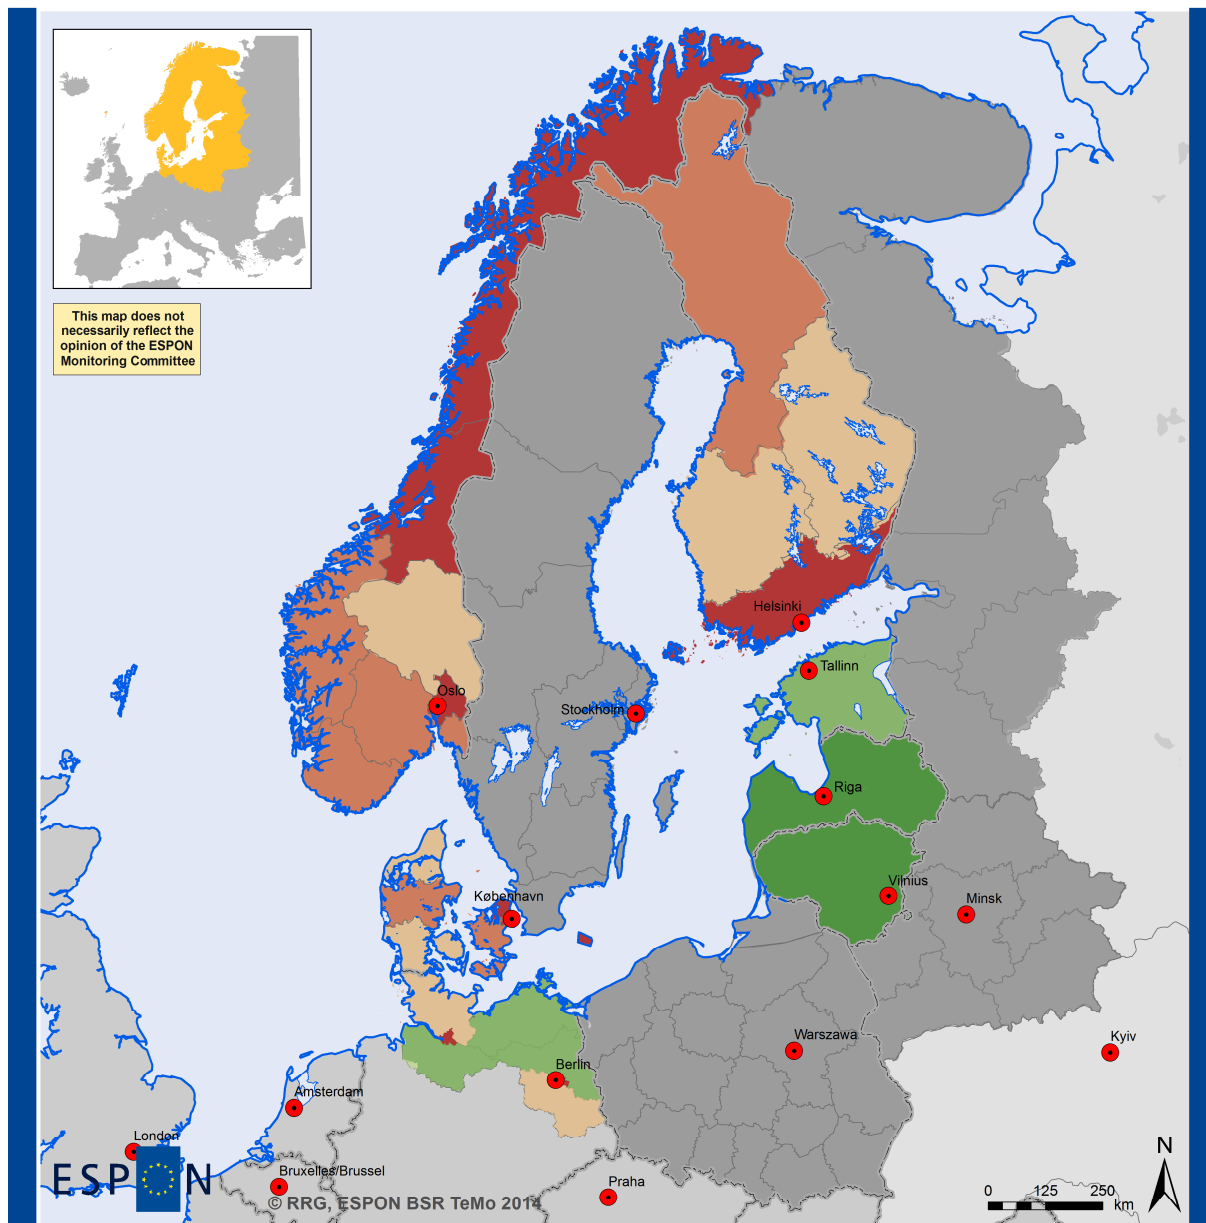 This map does not
necessarily reflect the
opinion of the ESPON
Monitoring Committee
Helsinki
Tallinn
Oslo
Stockholm
Riga
Vilnius
København
Minsk
Warszawa
Kyiv
Berlin
Amsterdam
London
Bruxelles/Brussel
Praha
ESPON
© RRG, ESPON BSR TeMo 2014
N
0 125 250
km